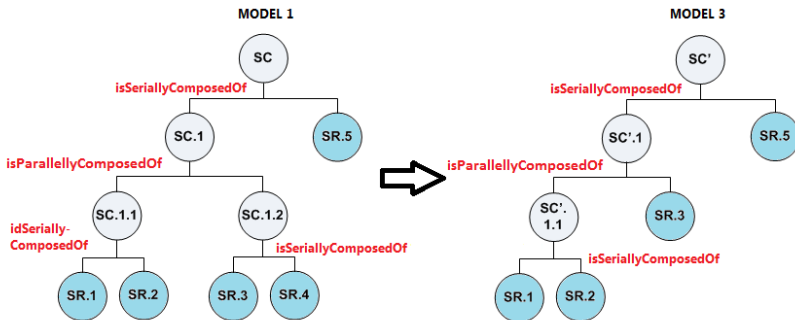 MODEL 1
SC
isSeriallyComposedOf
SC.1
SR.5
isParallellyComposedOf
SC.1.1
SC.1.2
idSerially-
ComposedOf
isSeriallyComposedOf
SR.1
SR.2
SR.3
SR.4
MODEL 3
SC'
isSeriallyComposedOf
SC'.1
SR.5
isParallellyComposedOf
SC'.
1.1
SR.3
isSeriallyComposedOf
SR.1
SR.2